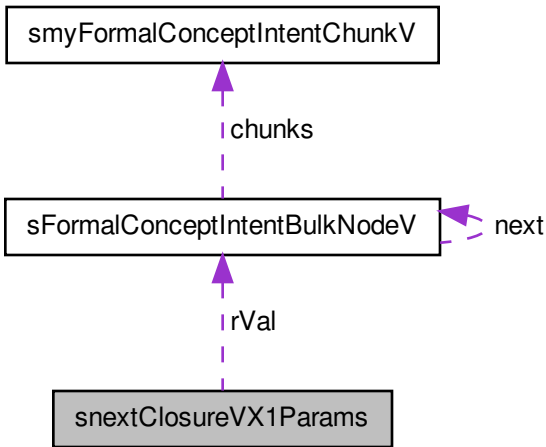 smyFormalConceptIntentChunkV
chunks
sFormalConceptIntentBulkNodeV
next
rVal
snextClosureVX1Params